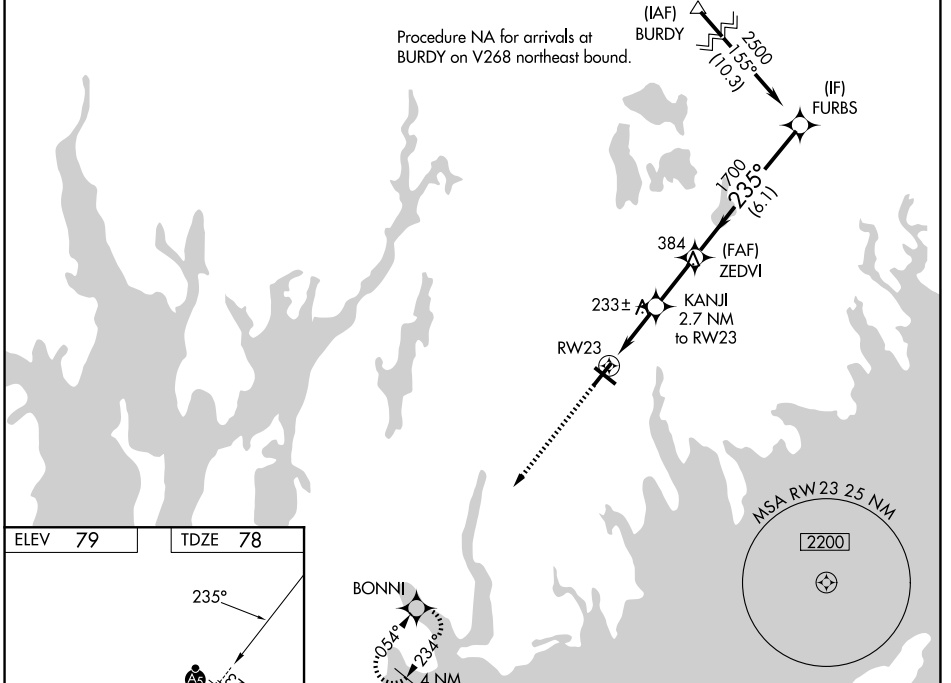 (IAF)
BURDY
Procedure NA for arrivals at
BURDY on V268 northeast bound.
2500
155°
(10.3)
(IF)
FURBS
1700
235°
(6.1)
384
(FAF)
ZEDVI
233±
KANJI
2.7 NM
to RW23
RW23
MSA RW23 25 NM
2200
ELEV 79
TDZE 78
235°
A5
BONNI
054°
234°
4 NM